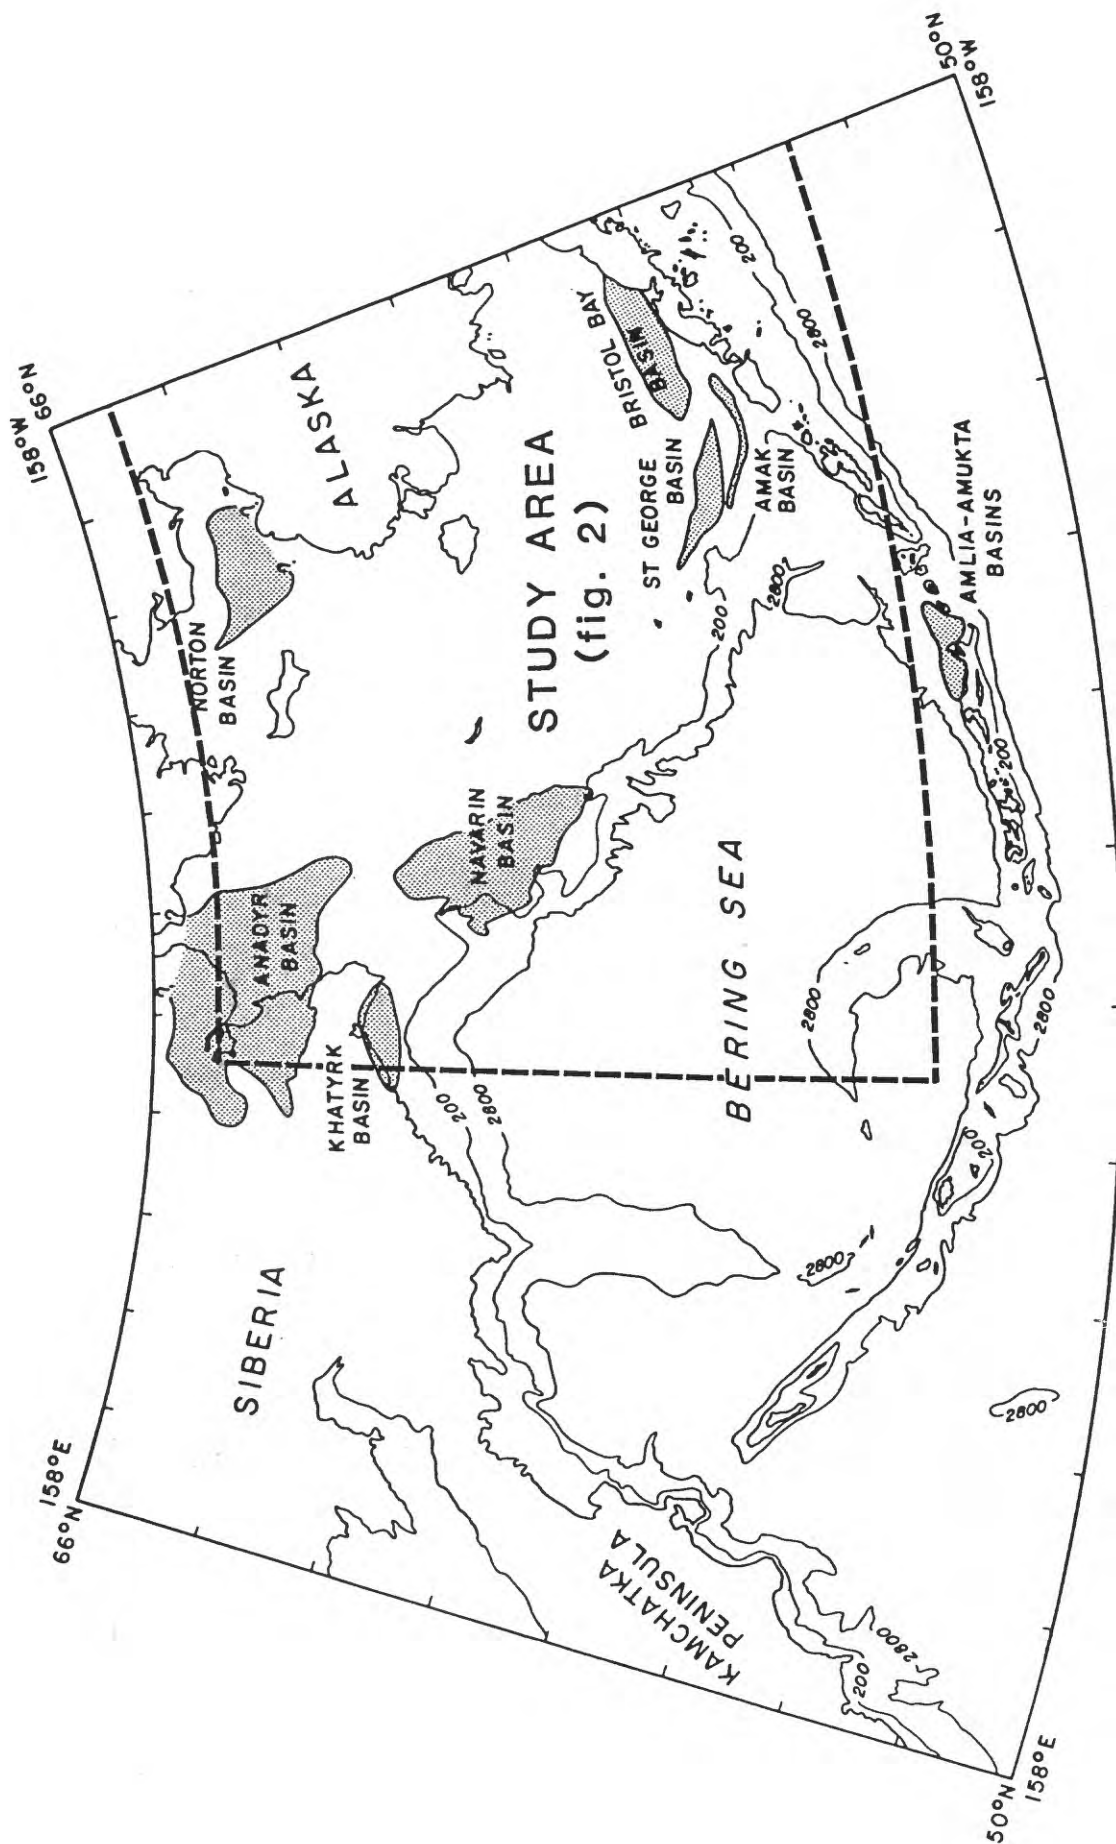 66°N
158°E
66°N
158°W
SIBERIA
ALASKA
NORTON
BASIN
ANADYR
BASIN
KHATYRK
BASIN
NAVARIN
BASIN
STUDY AREA
(fig. 2)
BRISTOL BAY
BASIN
ST GEORGE
BASIN
AMAK
BASIN
AMLIA-AMUKTA
BASINS
BERING SEA
KAMCHATKA
PENINSULA
200
2800
200
2800
200
2800
2800
2800
2800
200
200
2800
200
2800
50°N
158°E
50°N
158°W